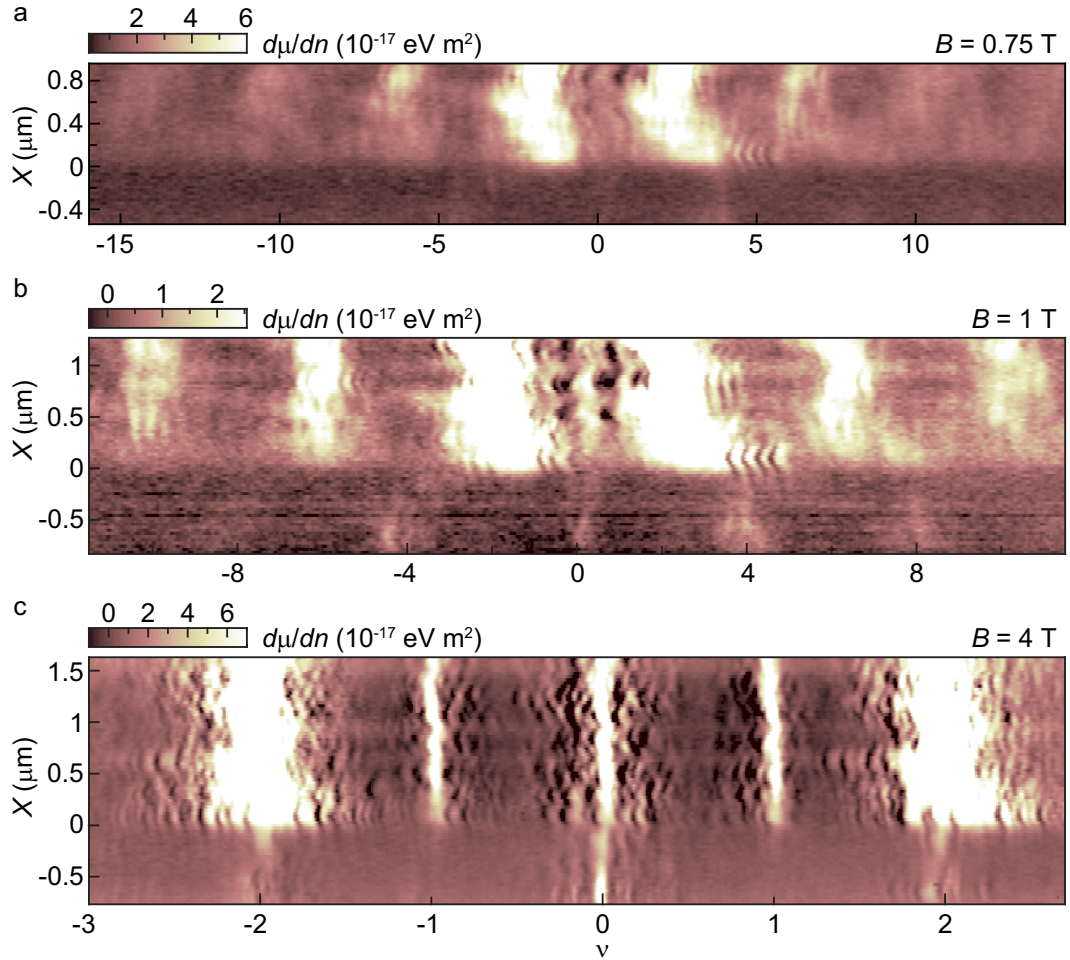 a
2 4 6
dμ/dn (10⁻¹⁷ eV m²)
B = 0.75 T
X (μm)
0.8
0.4
0
-0.4
-15 -10 -5 0 5 10
b
0 1 2
dμ/dn (10⁻¹⁷ eV m²)
B = 1 T
X (μm)
1
0.5
0
-0.5
-8 -4 0 4 8
c
0 2 4 6
dμ/dn (10⁻¹⁷ eV m²)
B = 4 T
X (μm)
1.5
1
0.5
0
-0.5
-3 -2 -1 0 1 2
ν